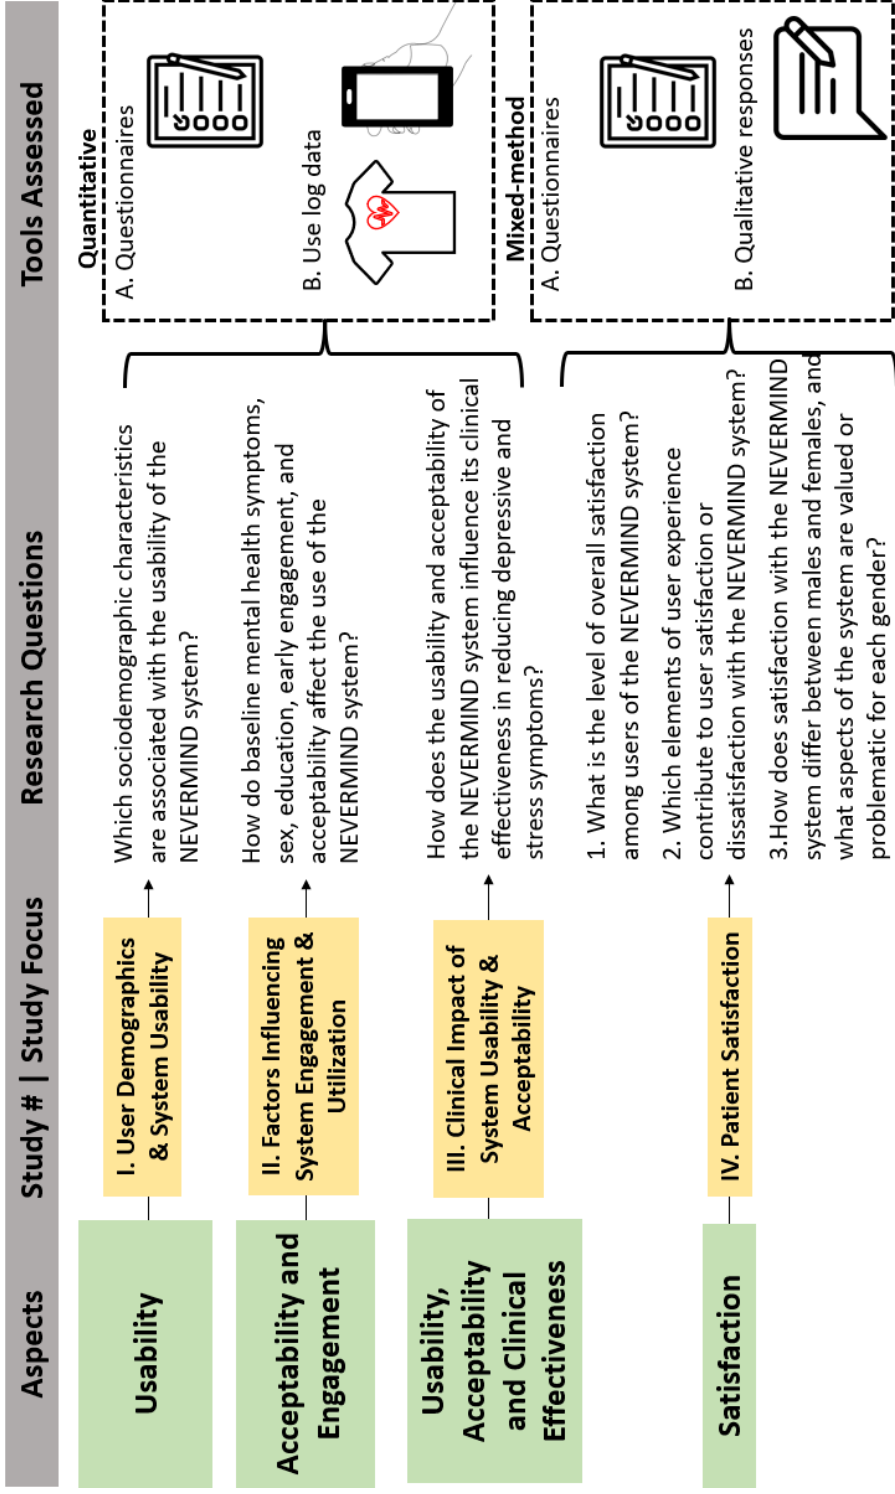 Aspects
Study # | Study Focus
Research Questions
Tools Assessed
Usability
I. User Demographics
& System Usability
Which sociodemographic characteristics
are associated with the usability of the
NEVERMIND system?
Acceptability and
Engagement
II. Factors Influencing
System Engagement &
Utilization
How do baseline mental health symptoms,
sex, education, early engagement, and
acceptability affect the use of the
NEVERMIND system?
Usability,
Acceptability
and Clinical
Effectiveness
III. Clinical Impact of
System Usability &
Acceptability
How does the usability and acceptability of
the NEVERMIND system influence its clinical
effectiveness in reducing depressive and
stress symptoms?
Quantitative
A. Questionnaires
B. Use log data
Satisfaction
IV. Patient Satisfaction
1. What is the level of overall satisfaction
among users of the NEVERMIND system?
2. Which elements of user experience
contribute to user satisfaction or
dissatisfaction with the NEVERMIND system?
3.How does satisfaction with the NEVERMIND
system differ between males and females, and
what aspects of the system are valued or
problematic for each gender?
Mixed-method
A. Questionnaires
B. Qualitative responses